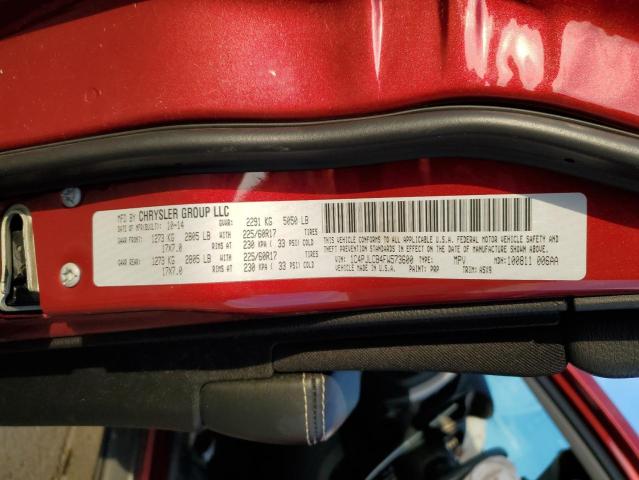 MFD BY CHRYSLER GROUP LLC
DATE OF MFR(BUILT): 10-14 GVWR: 2291 KG 5050 LB
GAWR FRONT: 1273 KG 2805 LB WITH 225/60R17 TIRES
17X7.0 RIMS AT 230 KPA ( 33 PSI) COLD
GAWR REAR: 1273 KG 2805 LB WITH 225/60R17 TIRES
17X7.0 RIMS AT 230 KPA ( 33 PSI) COLD
THIS VEHICLE CONFORMS TO ALL APPLICABLE U.S.A. FEDERAL MOTOR VEHICLE SAFETY AND
THEFT PREVENTION STANDARDS IN EFFECT ON THE DATE OF MANUFACTURE SHOWN ABOVE.
VIN: 1C4PJLCB4FW573600 TYPE: MPV MDH:100811 006AA
MADE IN U.S.A. PAINT: PRP TRIM: A5X9